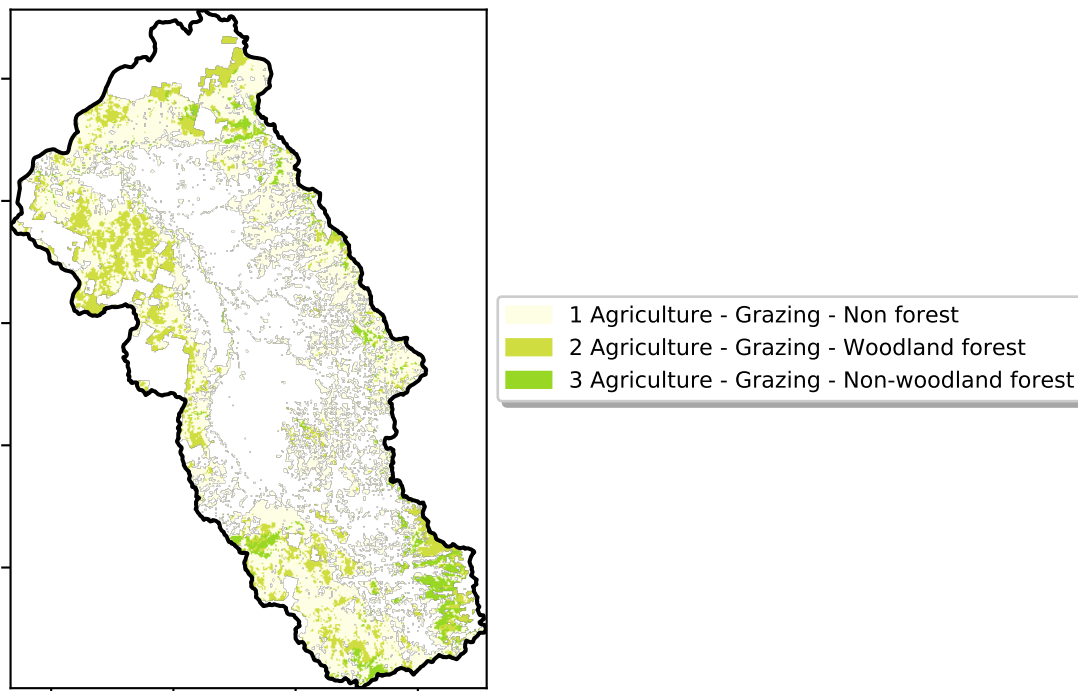 1 Agriculture - Grazing - Non forest
2 Agriculture - Grazing - Woodland forest
3 Agriculture - Grazing - Non-woodland forest